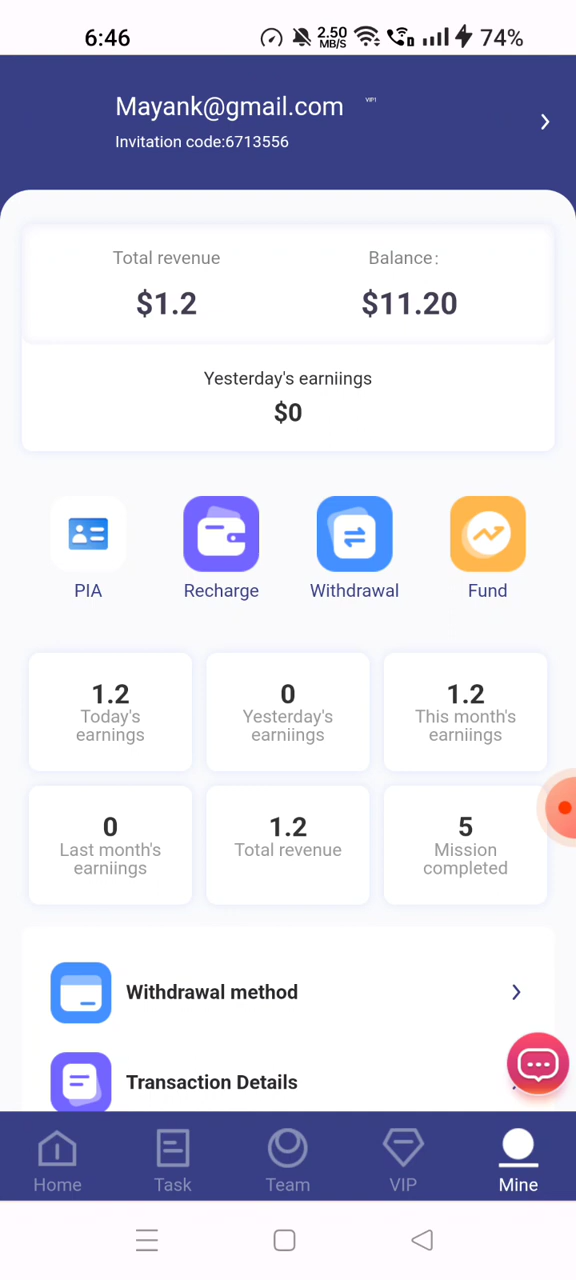 6:46
2.50
MB/S
74%
Mayank@gmail.com
VIP1
Invitation code:6713556
Total revenue
Balance:
$1.2
$11.20
Yesterday's earniings
$0
PIA
Recharge
Withdrawal
Fund
1.2
Today's
earnings
0
Yesterday's
earniings
1.2
This month's
earniings
0
Last month's
earniings
1.2
Total revenue
5
Mission
completed
Withdrawal method
Transaction Details
Home
Task
Team
VIP
Mine